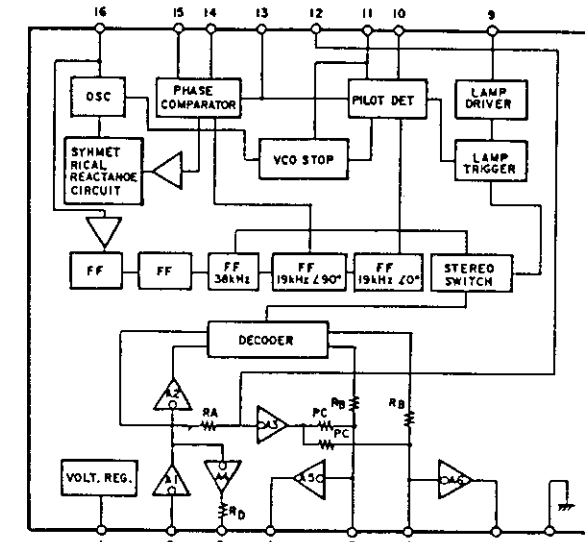 16 15 14 13 12 11 10 9
OSC
PHASE
COMPARATOR
PILOT DET
LAMP
DRIVER
SYHMET
RICAL
REACTANOE
CIRCUIT
VCO STOP
LAMP
TRIGGER
FF
FF
FF
38kHz
FF
19kHz ∠90°
FF
19kHz ∠0°
STEREO
SWITCH
DECODER
A2
RA
A3
PC
PC
RB
RB
VOLT. REG.
A1
A4
RD
A5
A6